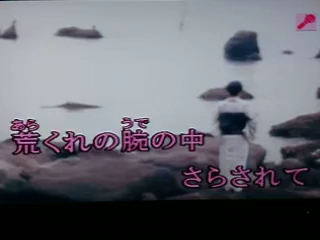 あら うで
荒くれの腕の中
さらされて